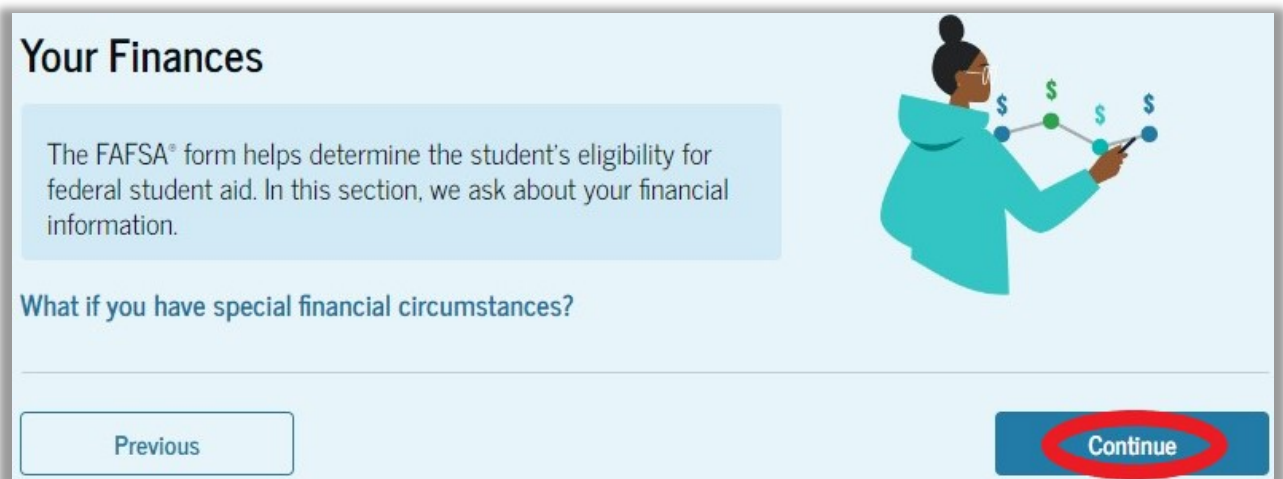 Your Finances
The FAFSA® form helps determine the student's eligibility for
federal student aid. In this section, we ask about your financial
information.
$ $ $ $
What if you have special financial circumstances?
Previous
Continue